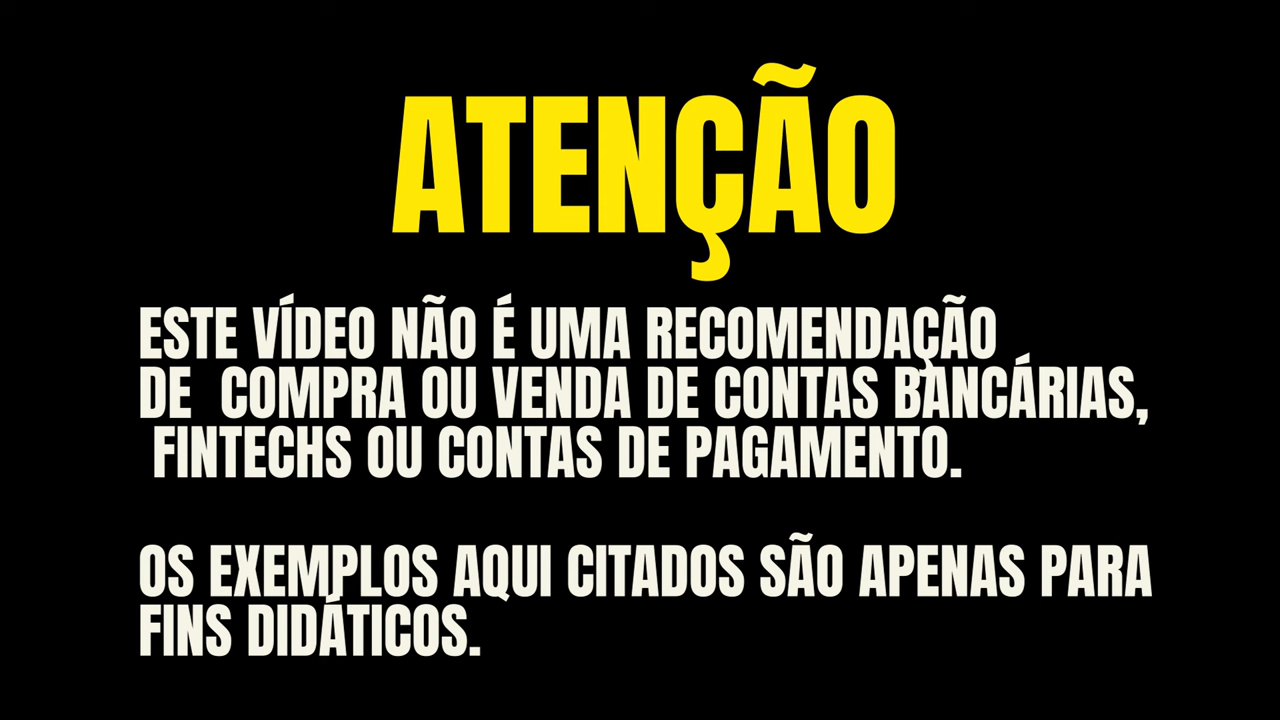 ATENÇÃO
ESTE VÍDEO NÃO É UMA RECOMENDAÇÃO
DE COMPRA OU VENDA DE CONTAS BANCÁRIAS,
FINTECHS OU CONTAS DE PAGAMENTO.
OS EXEMPLOS AQUI CITADOS SÃO APENAS PARA
FINS DIDÁTICOS.